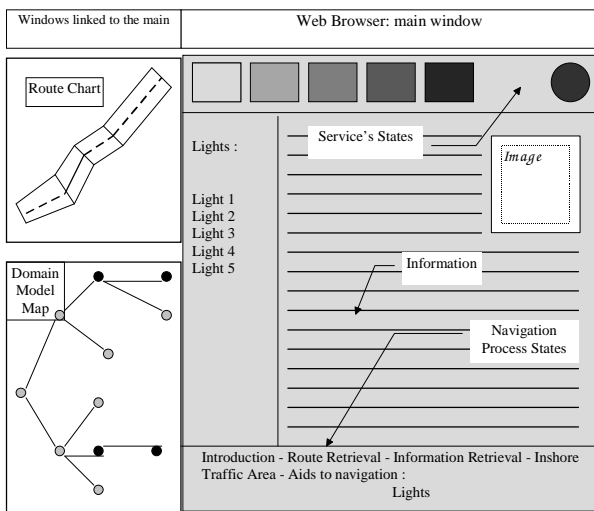 Windows linked to the main
Web Browser: main window
Route Chart
Service's States
Lights :
Image
Light 1
Light 2
Light 3
Light 4
Light 5
Domain
Model
Map
Information
Navigation
Process States
Introduction - Route Retrieval - Information Retrieval - Inshore
Traffic Area - Aids to navigation :
Lights